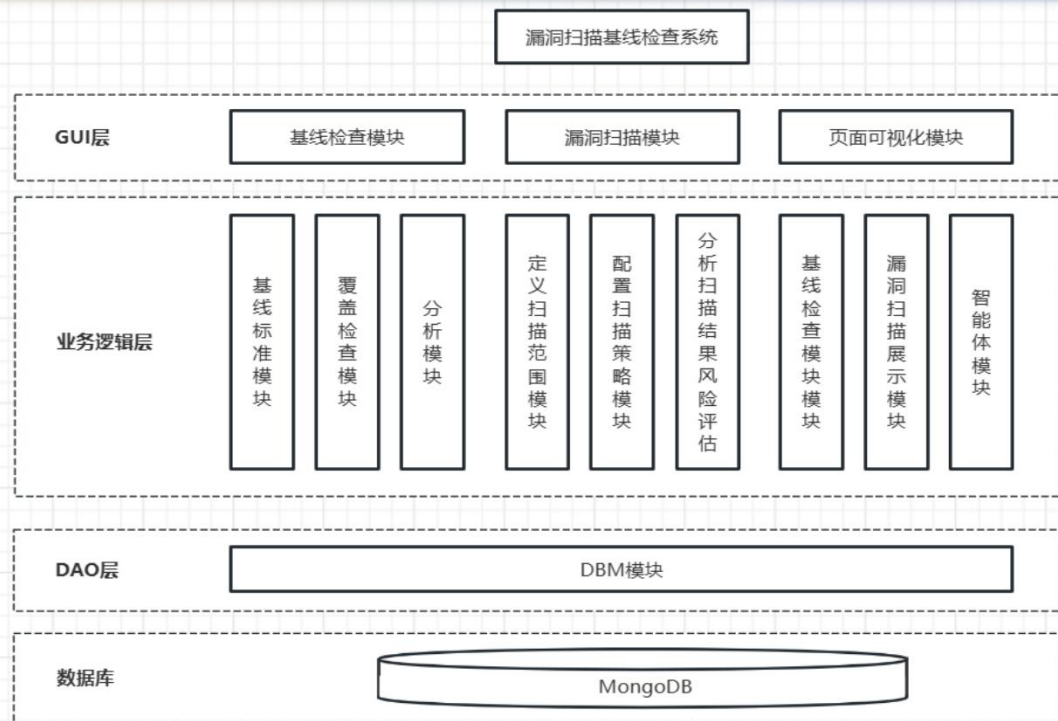 漏洞扫描基线检查系统
GUI层
基线检查模块
漏洞扫描模块
页面可视化模块
业务逻辑层
基线标准模块
覆盖检查模块
分析模块
定义扫描范围模块
配置扫描策略模块
分析扫描结果风险评估
基线检查模块模块
漏洞扫描展示模块
智能体模块
DAO层
DBM模块
数据库
MongoDB